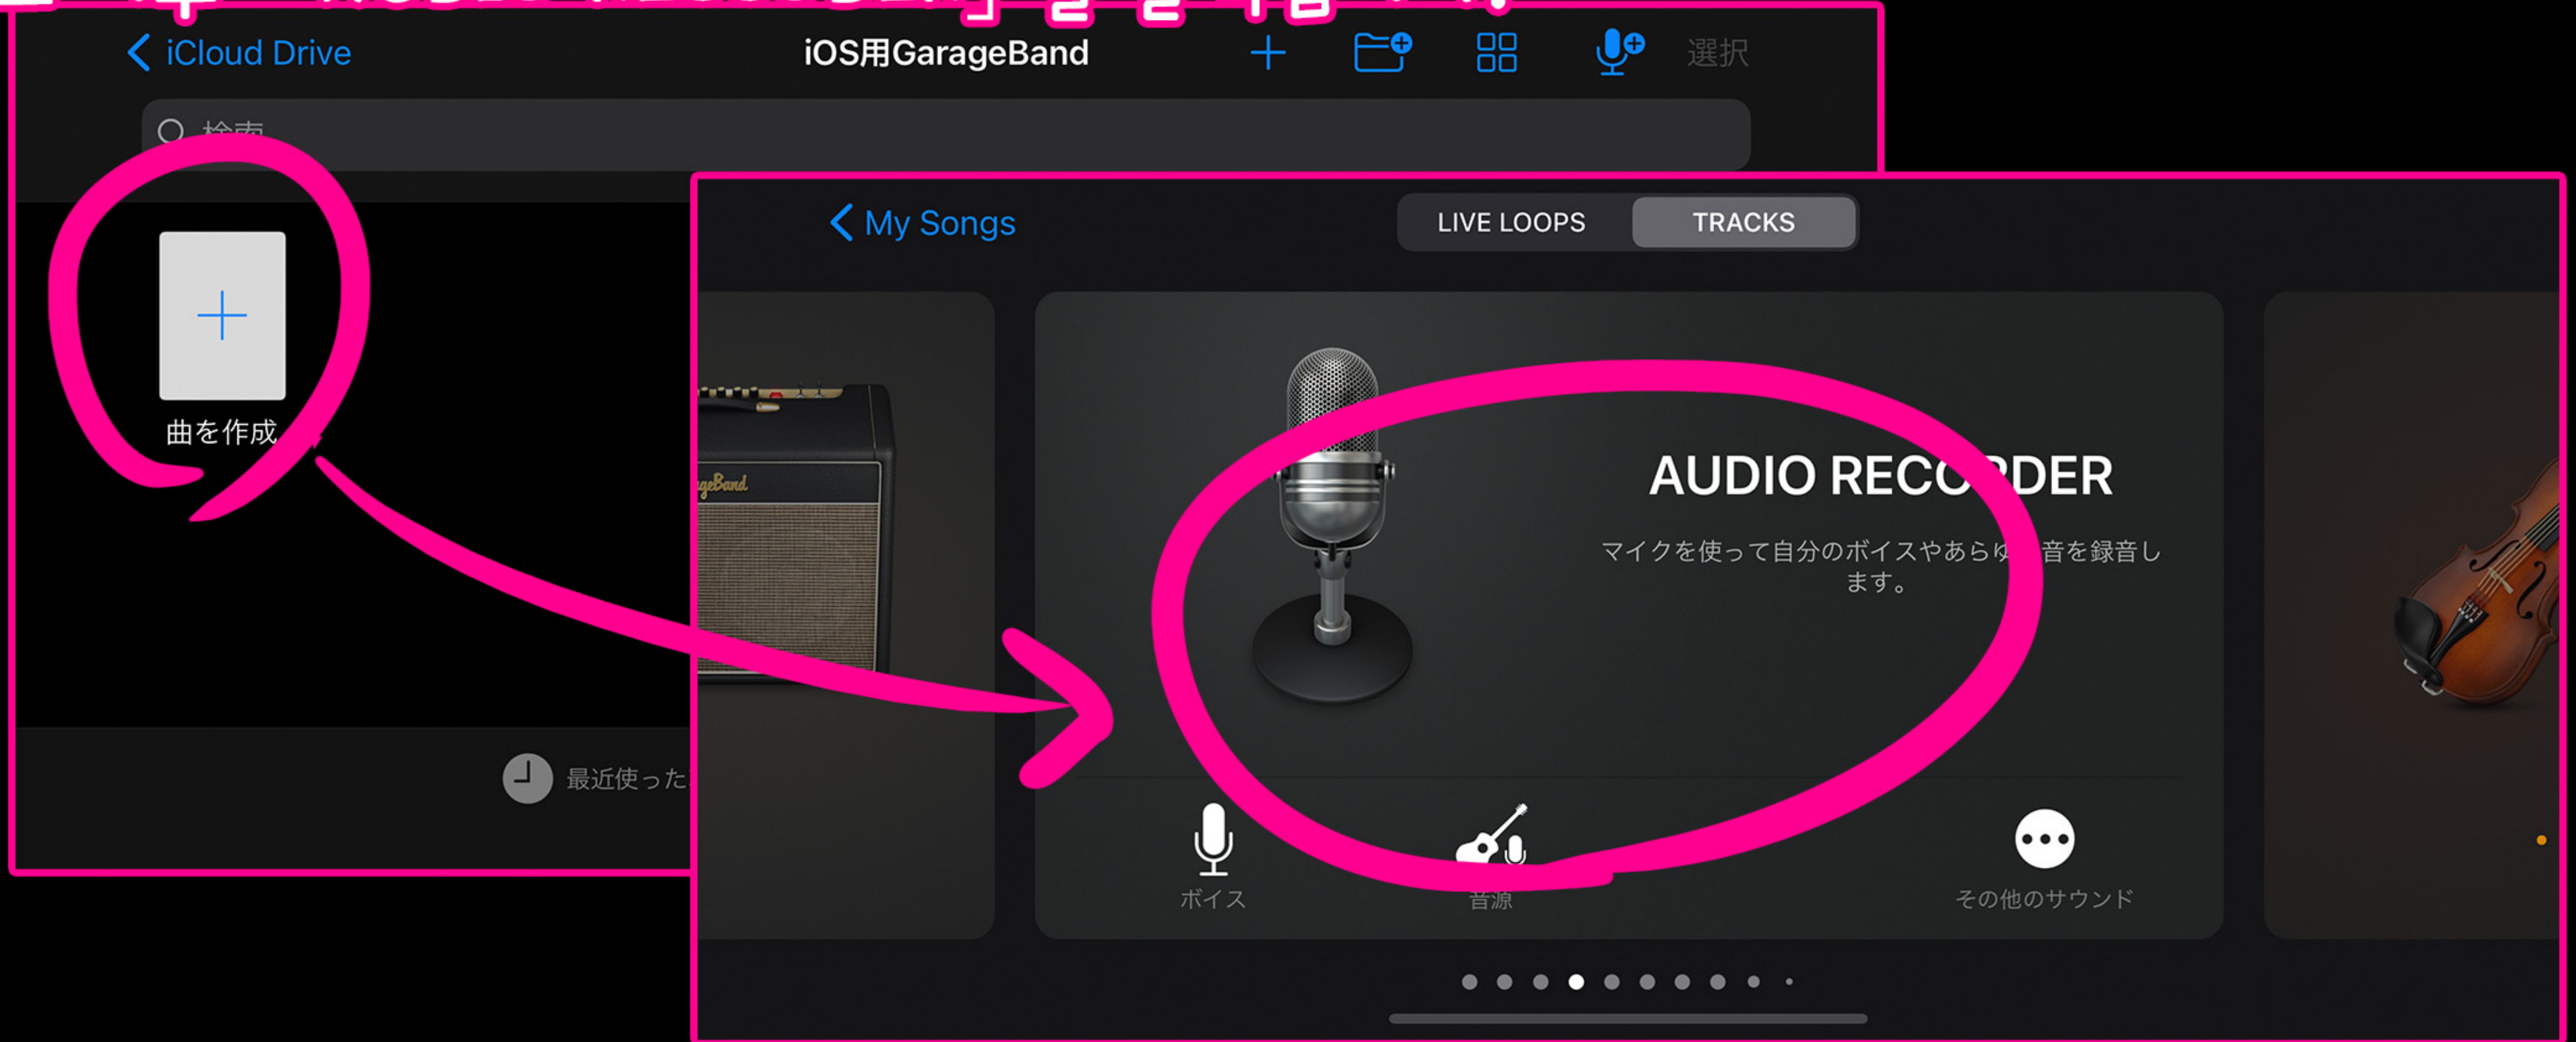 iCloud Drive
iOS用GarageBand
選択
検索
曲を作成
最近使った
My Songs
LIVE LOOPS
TRACKS
AUDIO RECORDER
マイクを使って自分のボイスやあらゆ 音を録音し
ます。
ボイス
音源
その他のサウンド